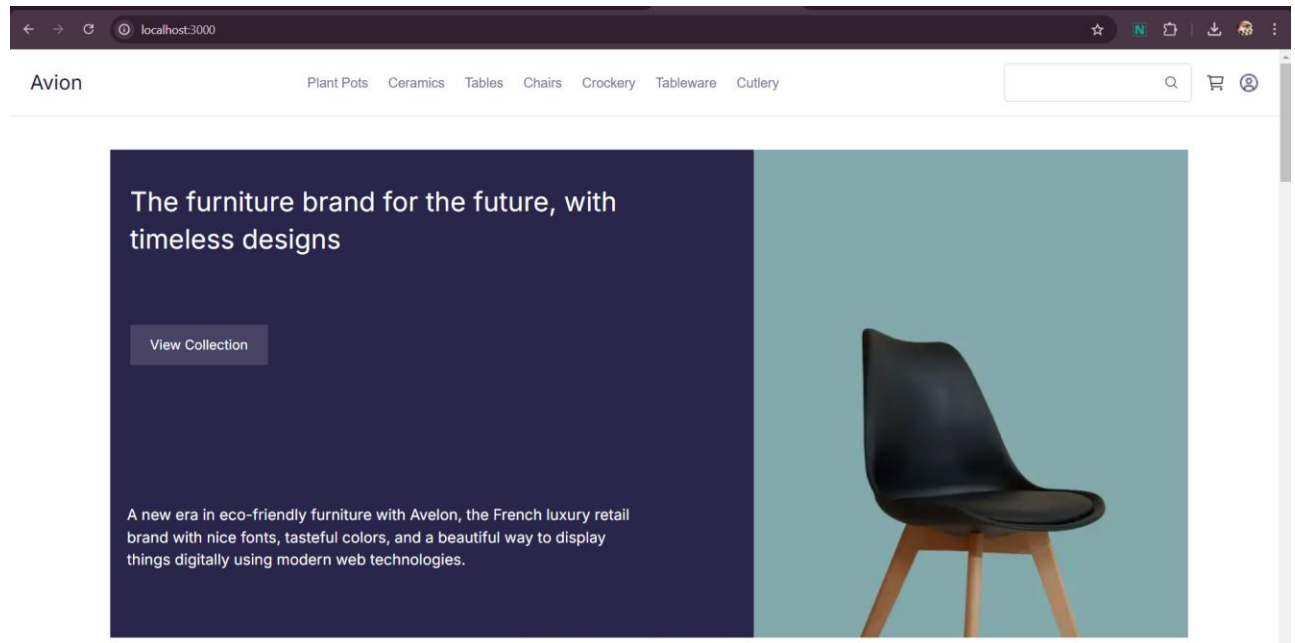 localhost:3000
N
Avion
Plant Pots Ceramics Tables Chairs Crockery Tableware Cutlery
The furniture brand for the future, with
timeless designs
View Collection
A new era in eco-friendly furniture with Avelon, the French luxury retail
brand with nice fonts, tasteful colors, and a beautiful way to display
things digitally using modern web technologies.